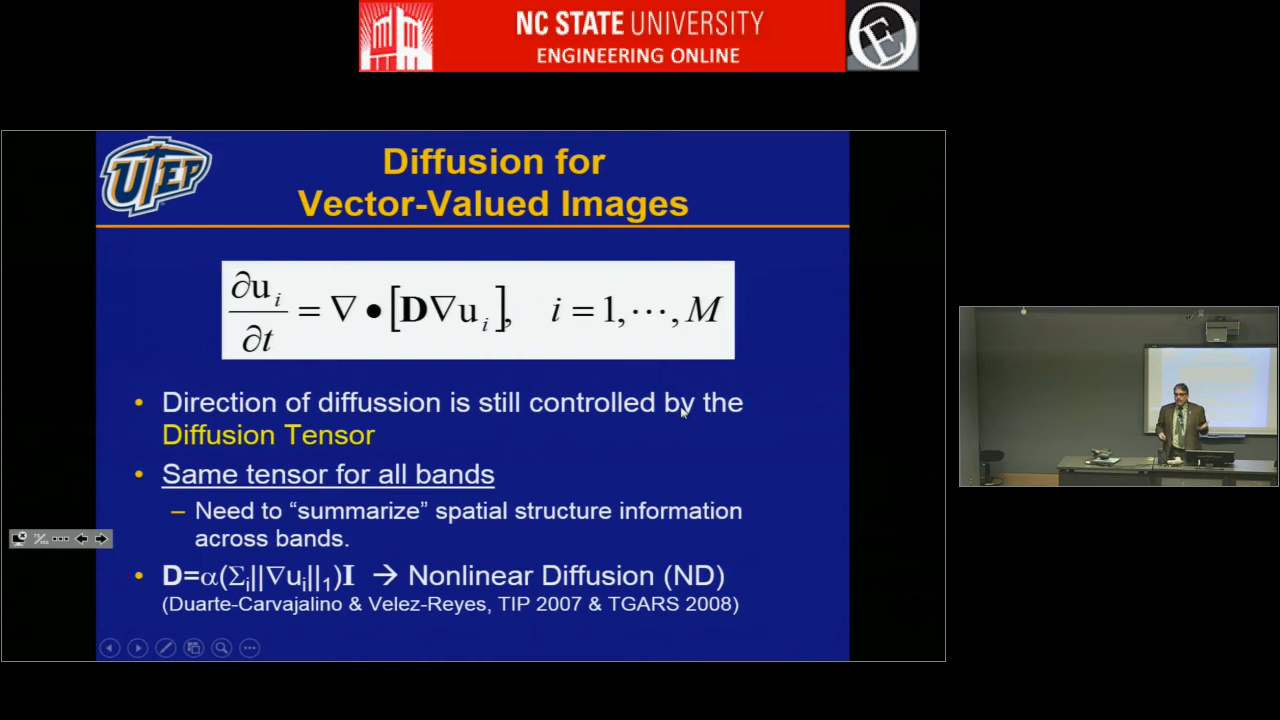 NC STATE UNIVERSITY
ENGINEERING ONLINE
UTEP
Diffusion for
Vector-Valued Images
∂u_i/∂t = ∇ • [D∇u_i], i = 1, ⋯, M
• Direction of diffussion is still controlled by the
Diffusion Tensor
• Same tensor for all bands
– Need to “summarize” spatial structure information
across bands.
• D=α(Σ_i||∇u_i||_1)I → Nonlinear Diffusion (ND)
(Duarte-Carvajalino & Velez-Reyes, TIP 2007 & TGARS 2008)